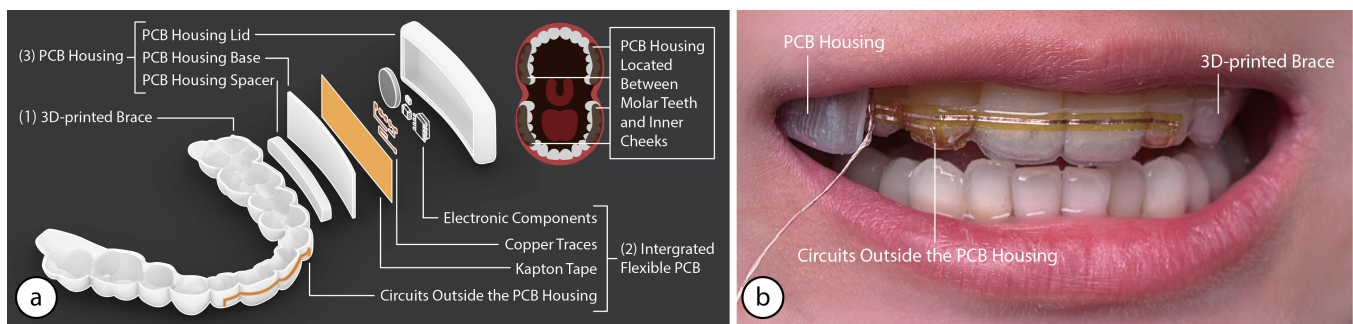 (3) PCB Housing
PCB Housing Lid
PCB Housing Base
PCB Housing Spacer
(1) 3D-printed Brace
PCB Housing
Located
Between
Molar Teeth
and Inner
Cheeks
Electronic Components
Copper Traces
Kapton Tape
Circuits Outside the PCB Housing
(2) Intergrated
Flexible PCB
a
PCB Housing
3D-printed Brace
Circuits Outside the PCB Housing
b